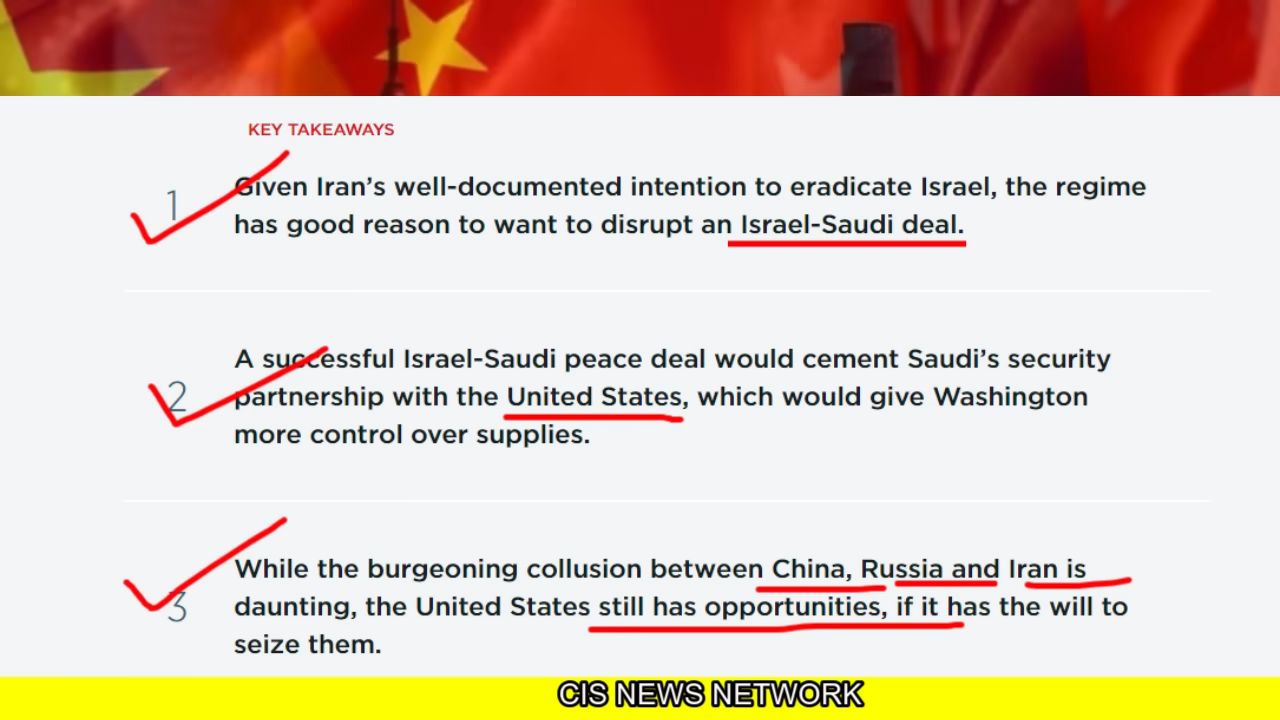 KEY TAKEAWAYS
1
Given Iran’s well-documented intention to eradicate Israel, the regime
has good reason to want to disrupt an Israel-Saudi deal.
2
A successful Israel-Saudi peace deal would cement Saudi’s security
partnership with the United States, which would give Washington
more control over supplies.
3
While the burgeoning collusion between China, Russia and Iran is
daunting, the United States still has opportunities, if it has the will to
seize them.
CIS NEWS NETWORK